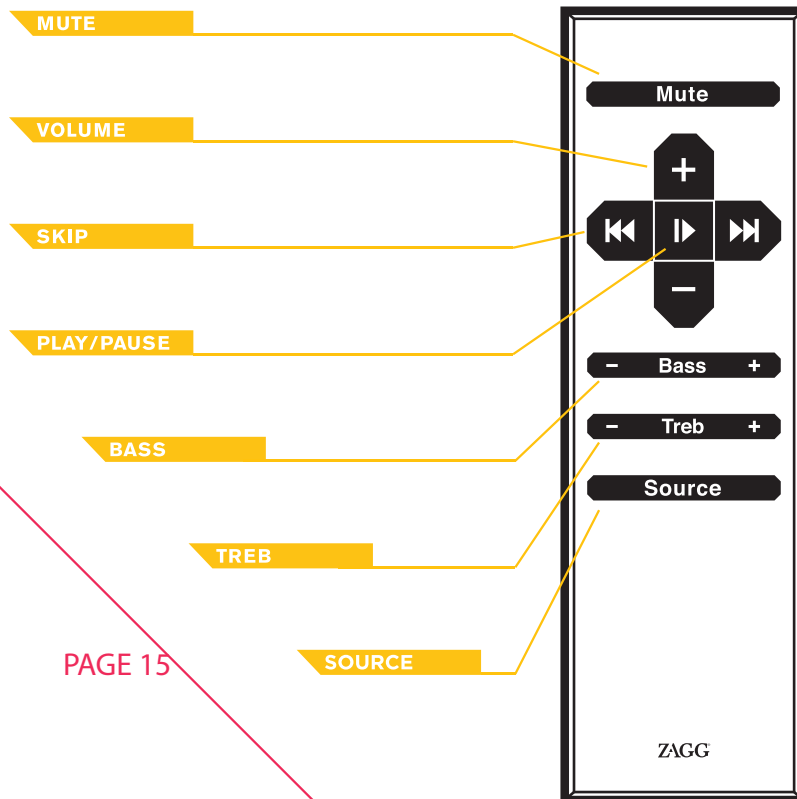 MUTE
Mute
VOLUME
+
SKIP
−
PLAY/PAUSE
− Bass +
− Treb +
BASS
Source
TREB
PAGE 15
SOURCE
ZAGG